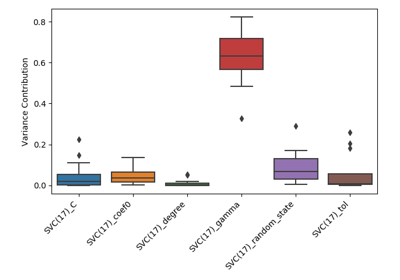 Variance Contribution
0.8
0.6
0.4
0.2
0.0
SVC(17)_C
SVC(17)_coef0
SVC(17)_degree
SVC(17)_gamma
SVC(17)_random_state
SVC(17)_tol